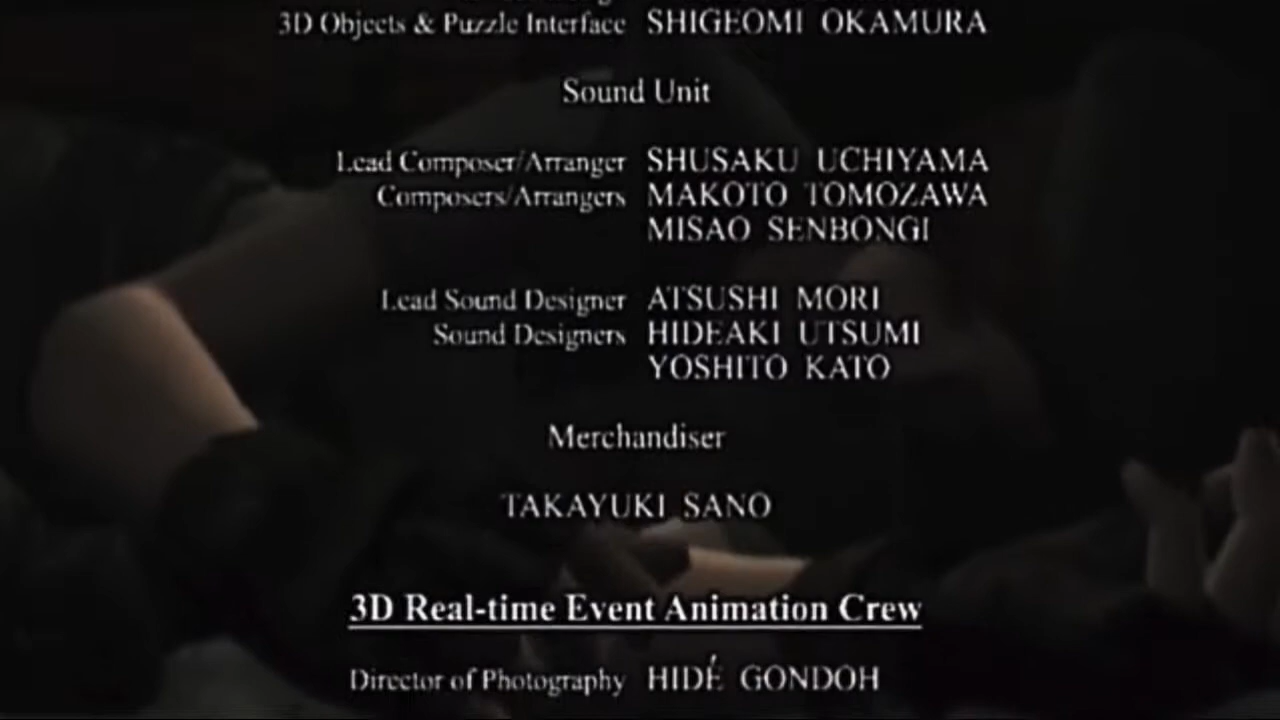 3D Objects & Puzzle Interface SHIGEOMI OKAMURA
Sound Unit
Lead Composer/Arranger SHUSAKU UCHIYAMA
Composers/Arrangers MAKOTO TOMOZAWA
MISAO SENBONGI
Lead Sound Designer ATSUSHI MORI
Sound Designers HIDEAKI UTSUMI
YOSHITO KATO
Merchandiser
TAKAYUKI SANO
3D Real-time Event Animation Crew
Director of Photography HIDÉ GONDOH